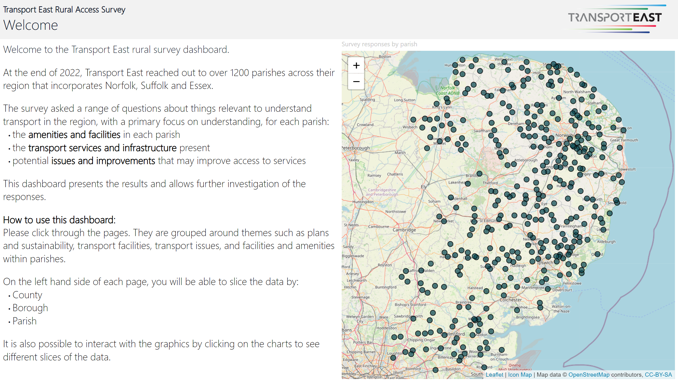 Transport East Rural Access Survey
Welcome
TRANSPORTEAST
Welcome to the Transport East rural survey dashboard.
At the end of 2022, Transport East reached out to over 1200 parishes across their
region that incorporates Norfolk, Suffolk and Essex.
The survey asked a range of questions about things relevant to understand
transport in the region, with a primary focus on understanding, for each parish:
• the amenities and facilities in each parish
• the transport services and infrastructure present
• potential issues and improvements that may improve access to services
This dashboard presents the results and allows further investigation of the
responses.
How to use this dashboard:
Please click through the pages. They are grouped around themes such as plans
and sustainability, transport facilities, transport issues, and facilities and amenities
within parishes.
On the left hand side of each page, you will be able to slice the data by:
• County
• Borough
• Parish
It is also possible to interact with the graphics by clicking on the charts to see
different slices of the data.
Survey responses by parish
+
−
Cambridge
Leaflet | Icon Map | Map data © OpenStreetMap contributors, CC-BY-SA